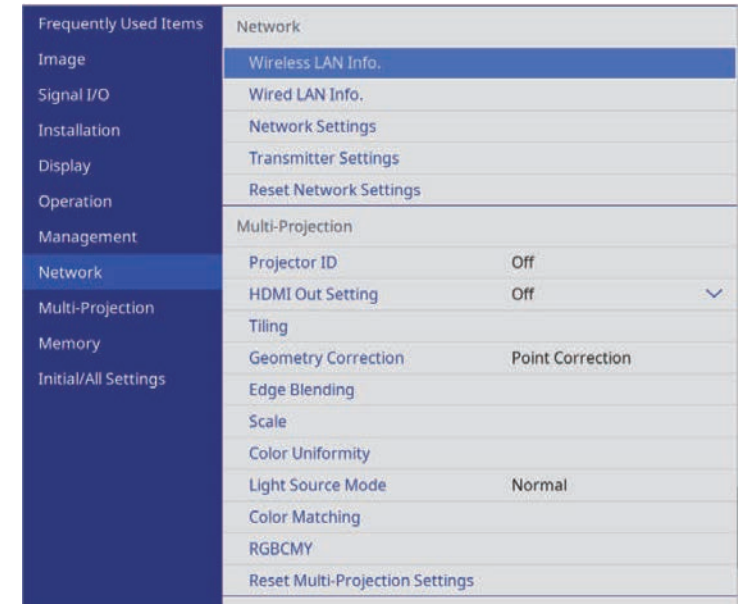 Frequently Used Items
Image
Signal I/O
Installation
Display
Operation
Management
Network
Multi-Projection
Memory
Initial/All Settings
Network
Wireless LAN Info.
Wired LAN Info.
Network Settings
Transmitter Settings
Reset Network Settings
Multi-Projection
Projector ID Off
HDMI Out Setting Off
Tiling
Geometry Correction Point Correction
Edge Blending
Scale
Color Uniformity
Light Source Mode Normal
Color Matching
RGBCMY
Reset Multi-Projection Settings